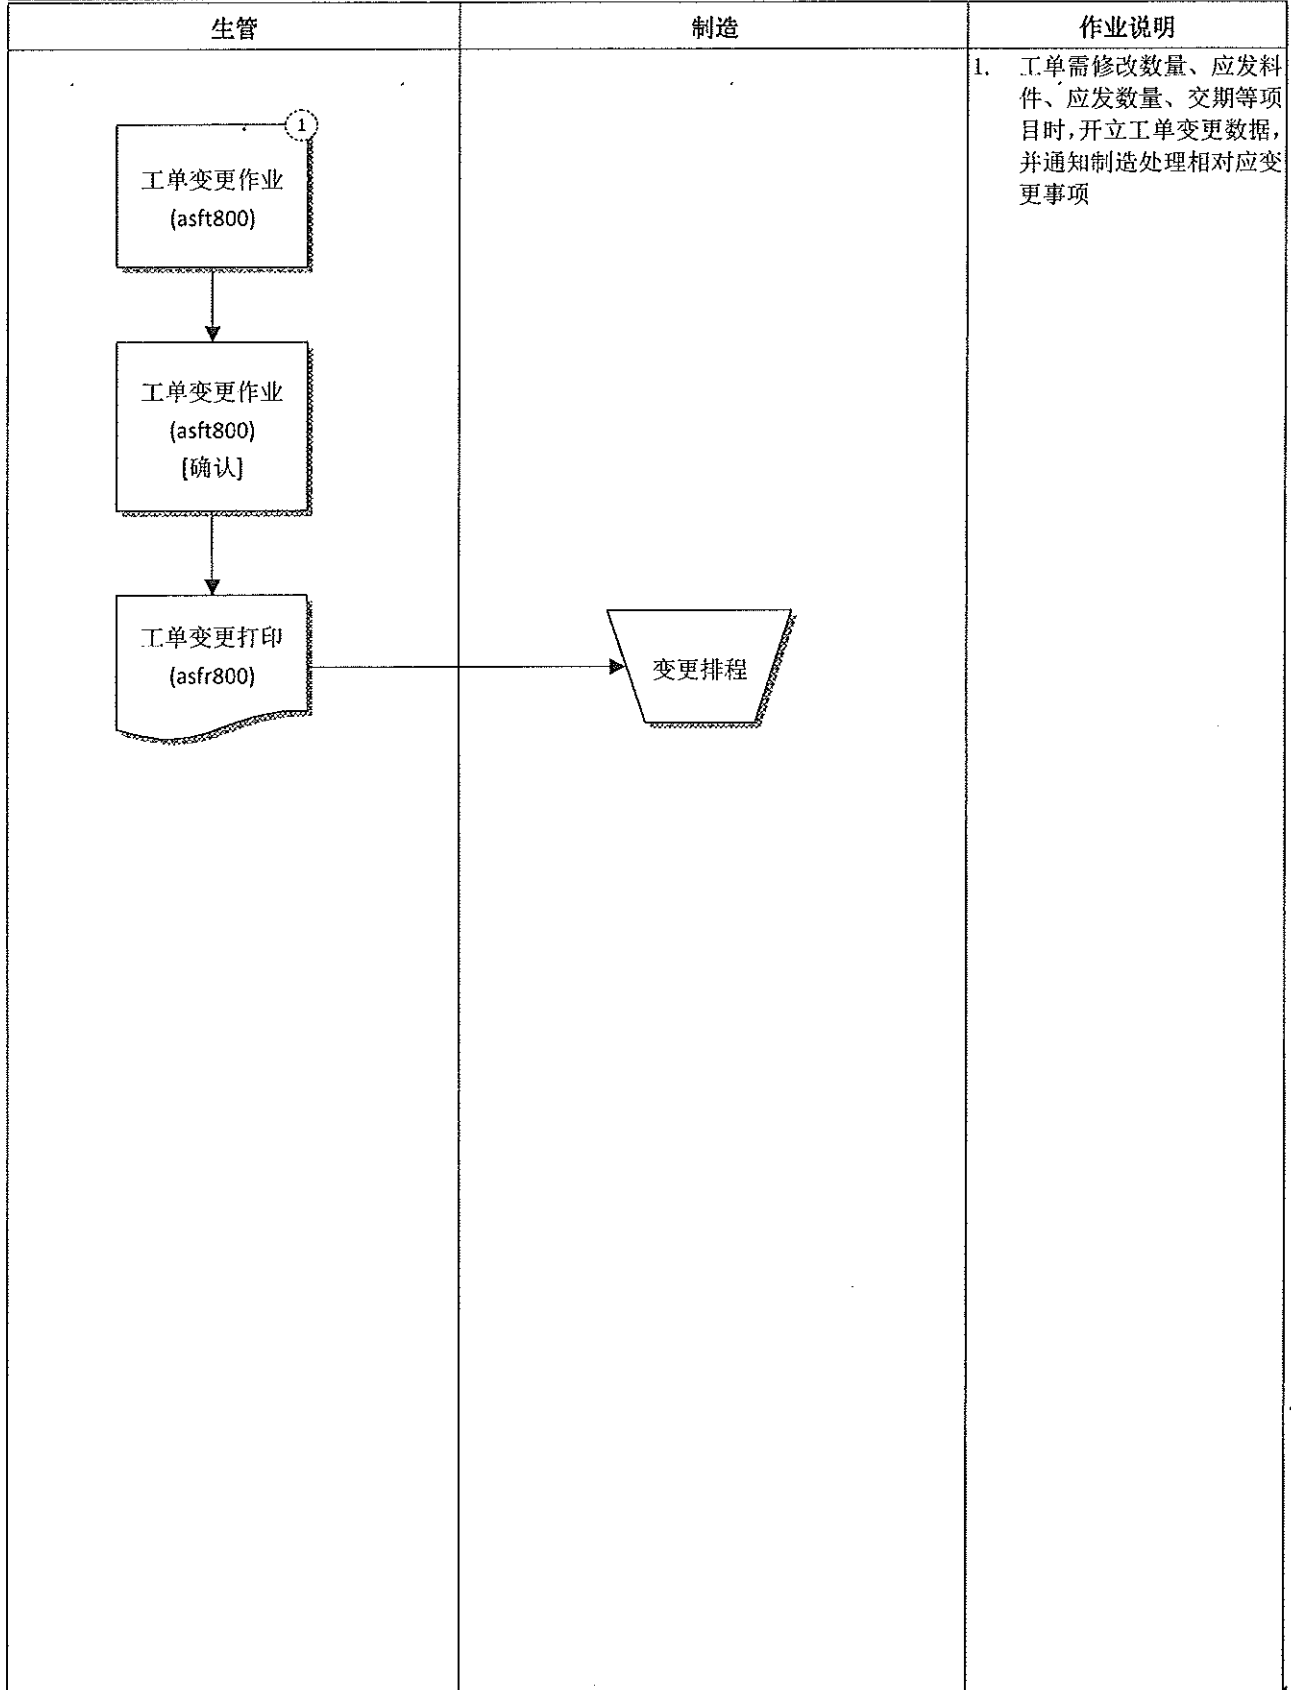 生管
制造
作业说明
1. 工单需修改数量、应发料
件、应发数量、交期等项
目时,开立工单变更数据,
并通知制造处理相对应变
更事项
1
工单变更作业
(asft800)
工单变更作业
(asft800)
[确认]
工单变更打印
(asfr800)
变更排程